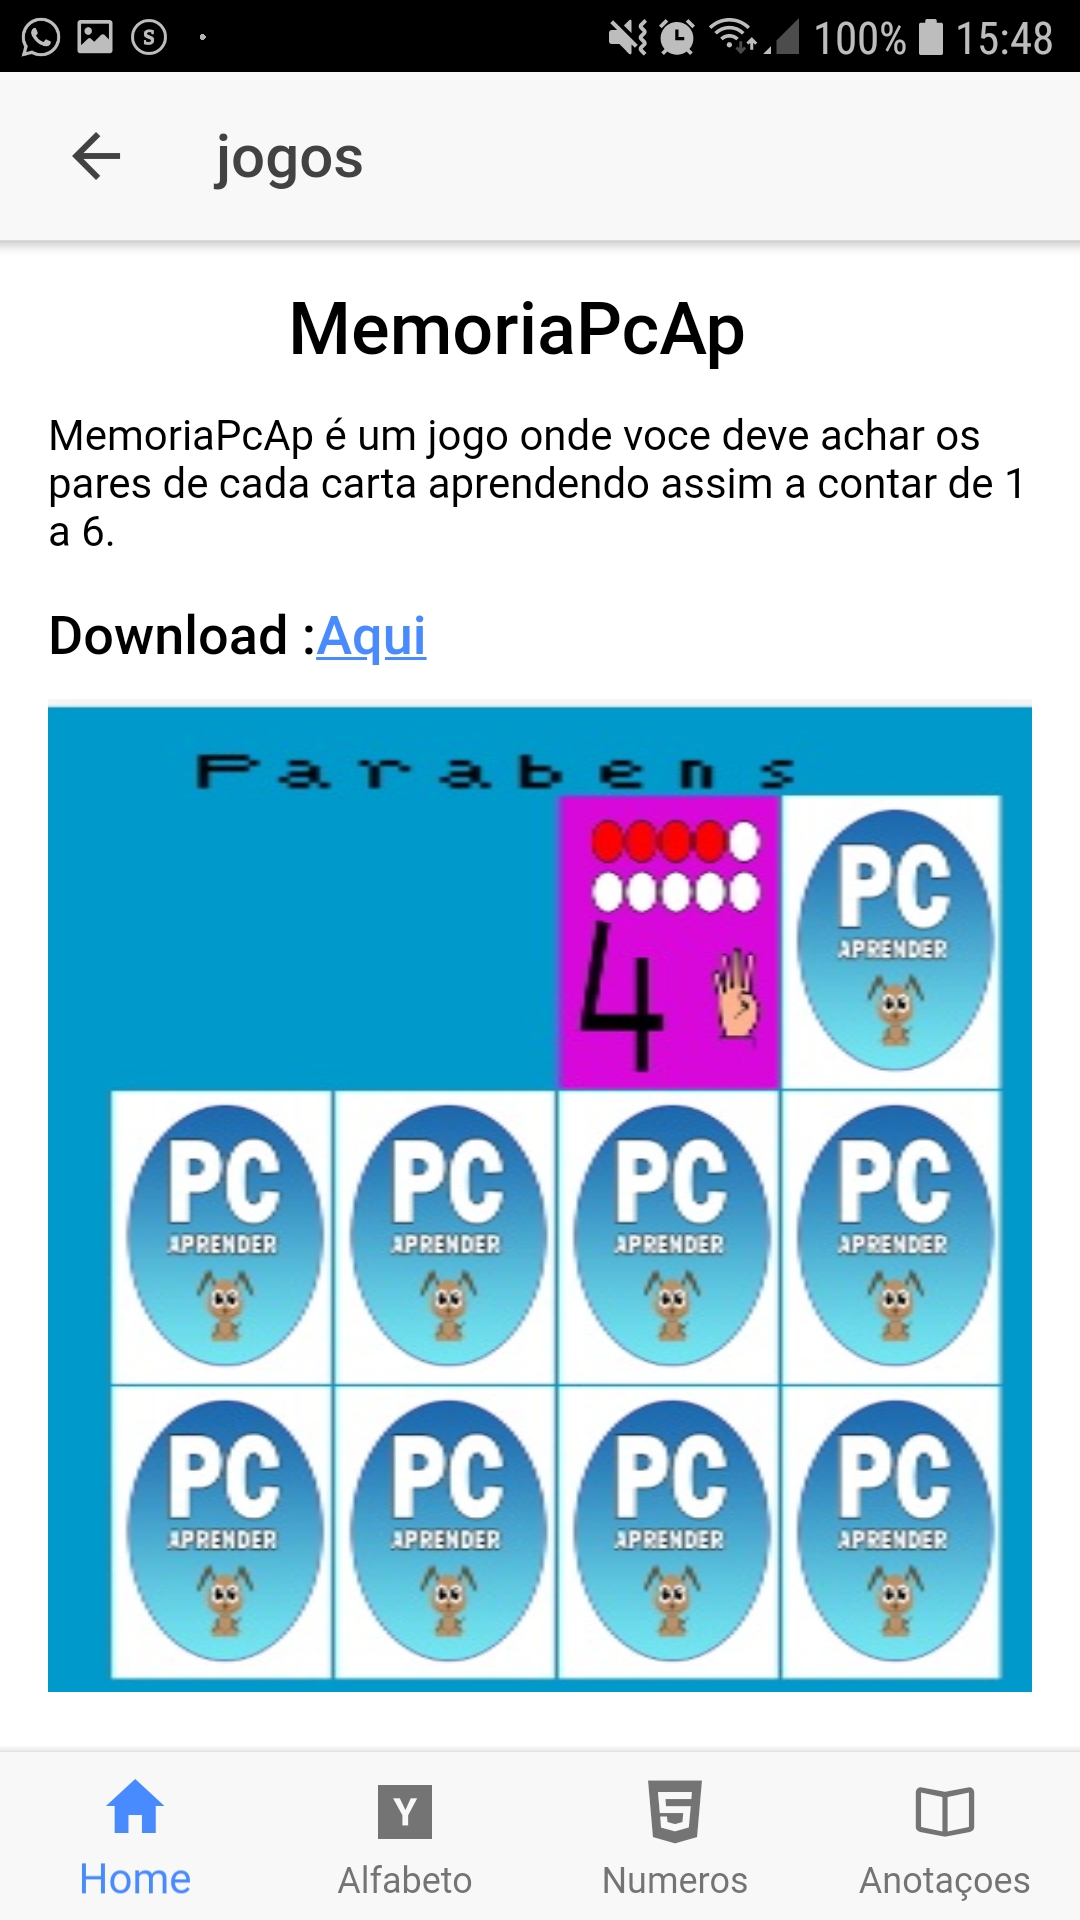 100% 15:48
jogos
MemoriaPcAp
MemoriaPcAp é um jogo onde voce deve achar os
pares de cada carta aprendendo assim a contar de 1
a 6.
Download :Aqui
Parabens
4
PC
APRENDER
PC
APRENDER
PC
APRENDER
PC
APRENDER
PC
APRENDER
PC
APRENDER
PC
APRENDER
PC
APRENDER
PC
APRENDER
Home
Alfabeto
Numeros
Anotaçoes